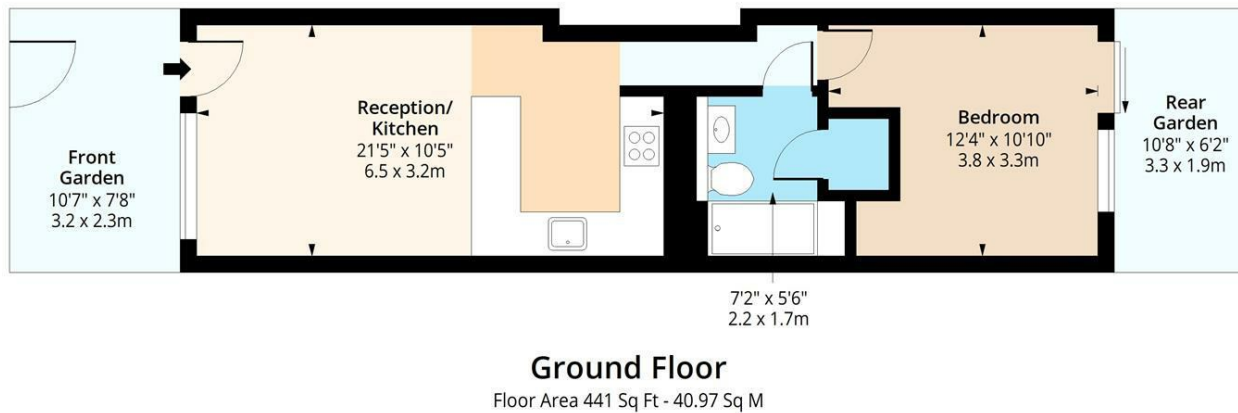 Front
Garden
10'7" x 7'8"
3.2 x 2.3m
Reception/
Kitchen
21'5" x 10'5"
6.5 x 3.2m
Bedroom
12'4" x 10'10"
3.8 x 3.3m
Rear
Garden
10'8" x 6'2"
3.3 x 1.9m
7'2" x 5'6"
2.2 x 1.7m
Ground Floor
Floor Area 441 Sq Ft - 40.97 Sq M